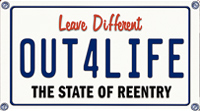 Leave Different
OUT4LIFE
THE STATE OF REENTRY